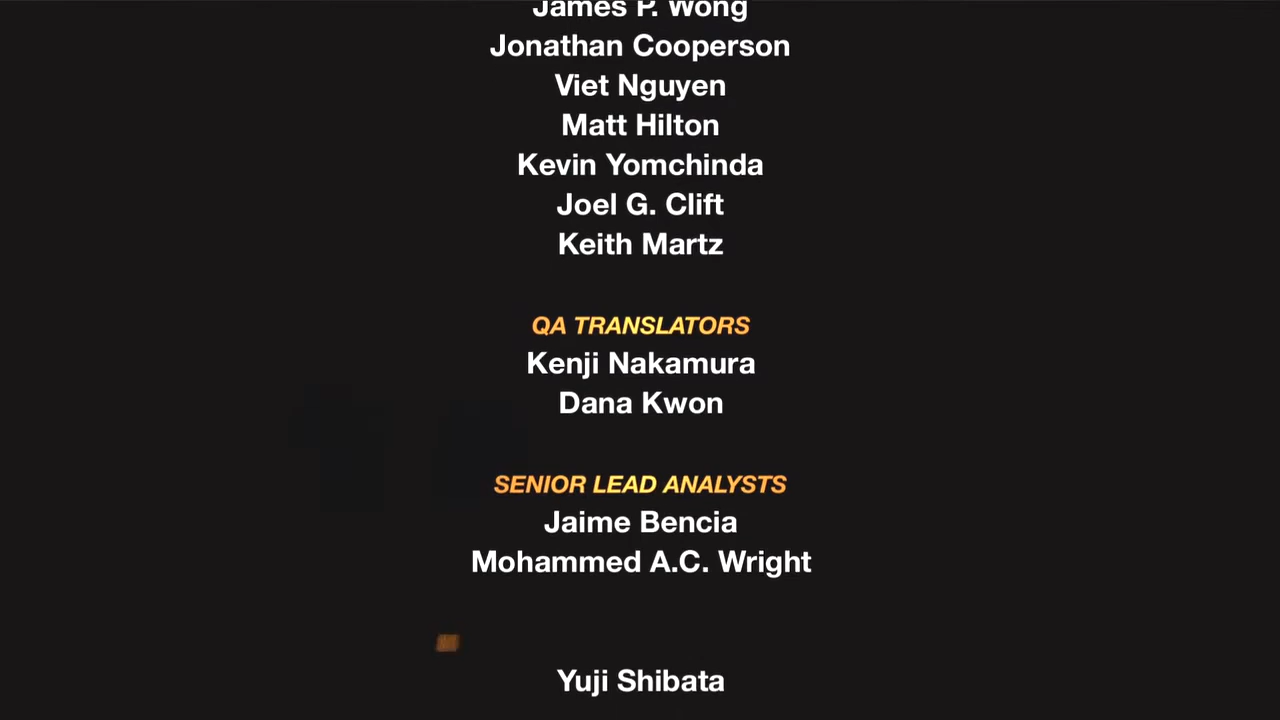 James P. Wong
Jonathan Cooperson
Viet Nguyen
Matt Hilton
Kevin Yomchinda
Joel G. Clift
Keith Martz
QA TRANSLATORS
Kenji Nakamura
Dana Kwon
SENIOR LEAD ANALYSTS
Jaime Bencia
Mohammed A.C. Wright
Yuji Shibata